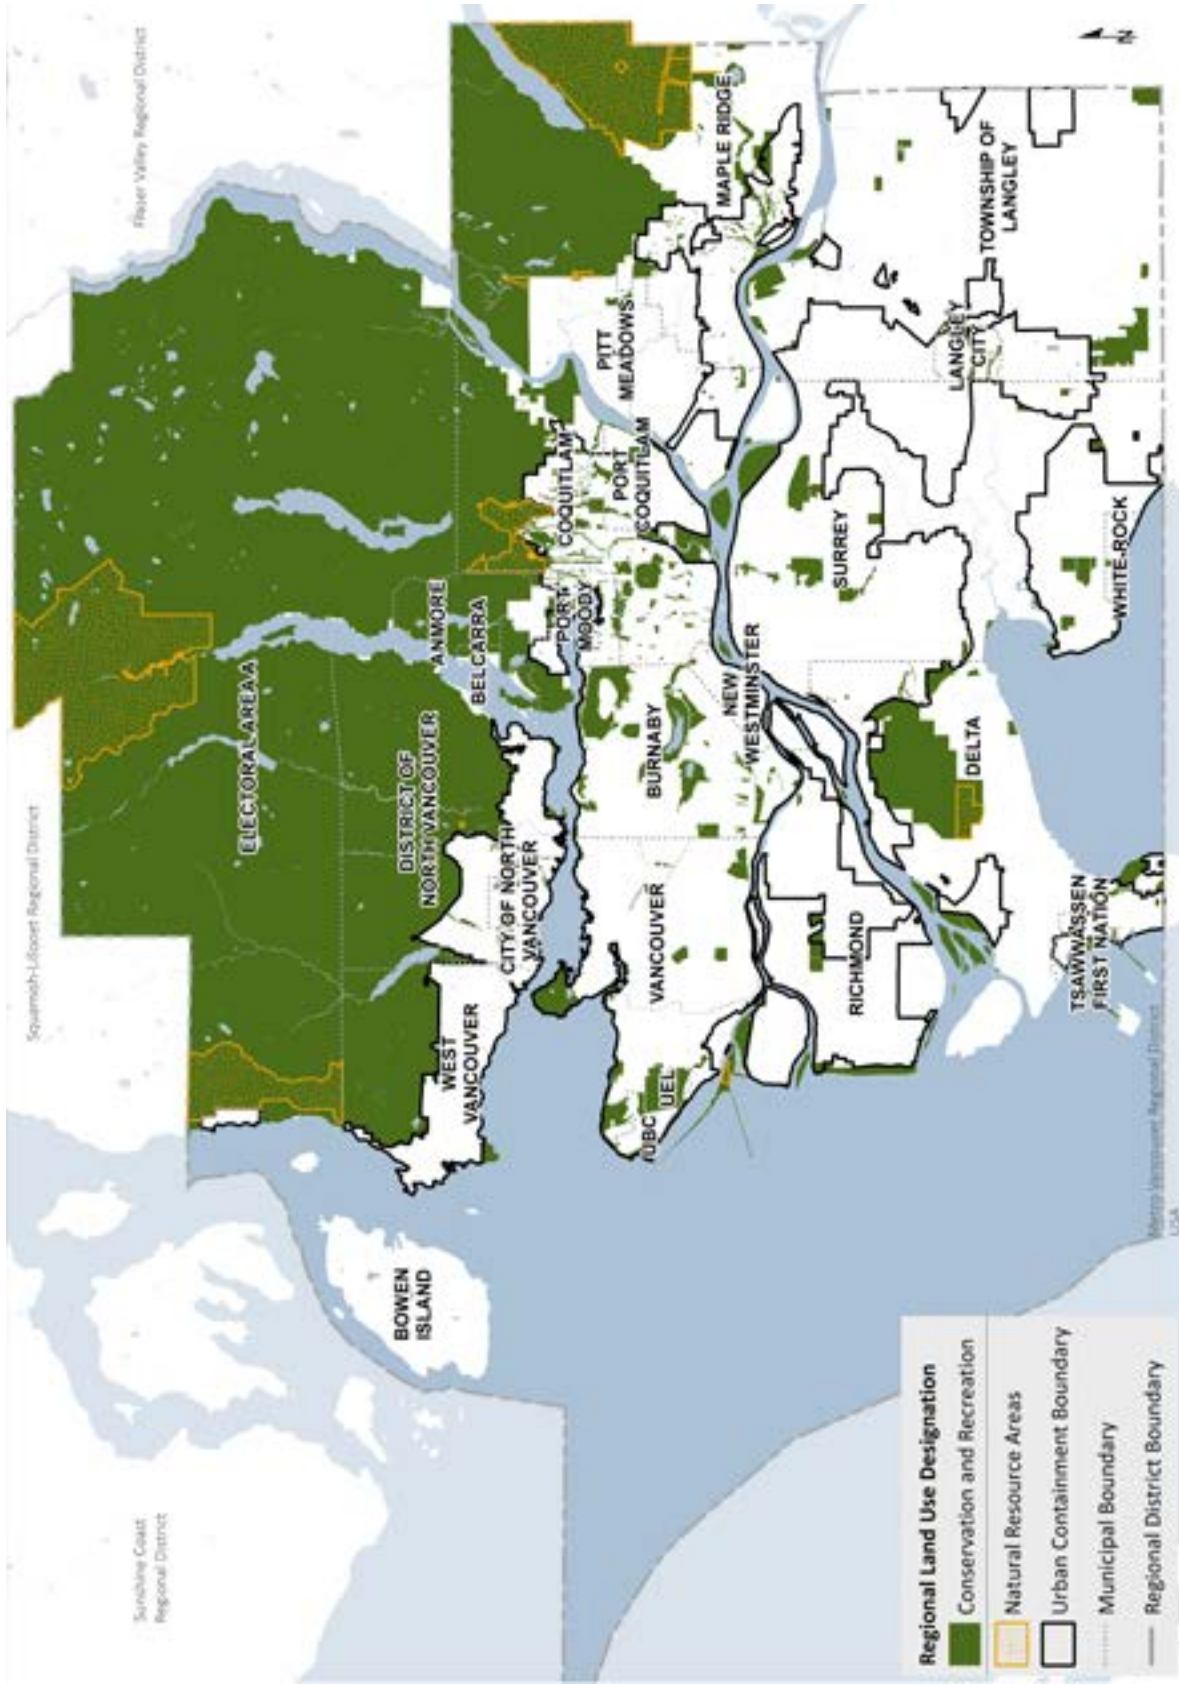 Squamish-Lillooet Regional District
Fraser Valley Regional District
Sunshine Coast
Regional District
ELECTORAL AREA A
DISTRICT OF
NORTH VANCOUVER
ANMORE
BELCARRA
WEST
VANCOUVER
CITY OF NORTH
VANCOUVER
BOWEN
ISLAND
PORT
MOODY
COQUITLAM
PORT
COQUITLAM
PITT
MEADOWS
MAPLE RIDGE
UBC
UEL
VANCOUVER
BURNABY
NEW
WESTMINSTER
RICHMOND
SURREY
DELTA
LANGLEY
CITY
TOWNSHIP OF
LANGLEY
WHITE-ROCK
TSAWWASSEN
FIRST NATION
Metro Vancouver Regional District
USA
N
Regional Land Use Designation
Conservation and Recreation
Natural Resource Areas
Urban Containment Boundary
Municipal Boundary
Regional District Boundary